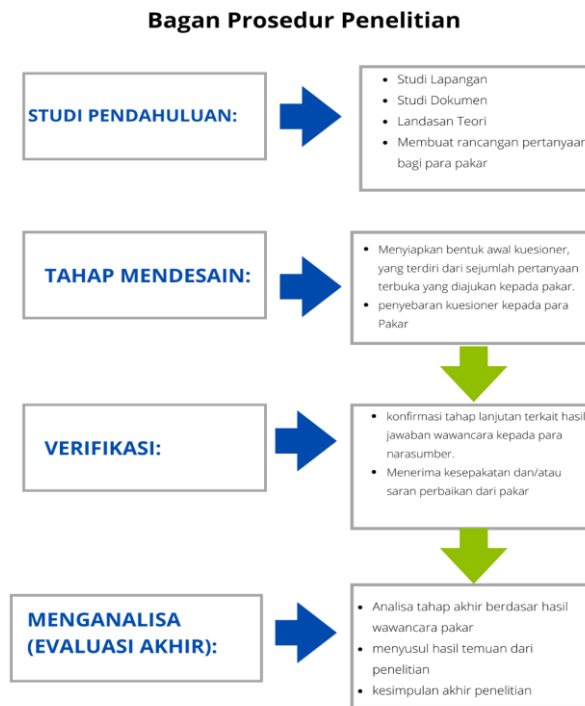 Bagan Prosedur Penelitian
STUDI PENDAHULUAN:
• Studi Lapangan
• Studi Dokumen
• Landasan Teori
• Membuat rancangan pertanyaan
bagi para pakar
TAHAP MENDESAIN:
• Menyiapkan bentuk awal kuesioner,
yang terdiri dari sejumlah pertanyaan
terbuka yang diajukan kepada pakar.
• penyebaran kuesioner kepada para
Pakar
VERIFIKASI:
• konfirmasi tahap lanjutan terkait hasil
jawaban wawancara kepada para
narasumber.
• Menerima kesepakatan dan/atau
saran perbaikan dari pakar
MENGANALISA
(EVALUASI AKHIR):
• Analisa tahap akhir berdasar hasil
wawancara pakar
• menyusul hasil temuan dari
penelitian
• kesimpulan akhir penelitian